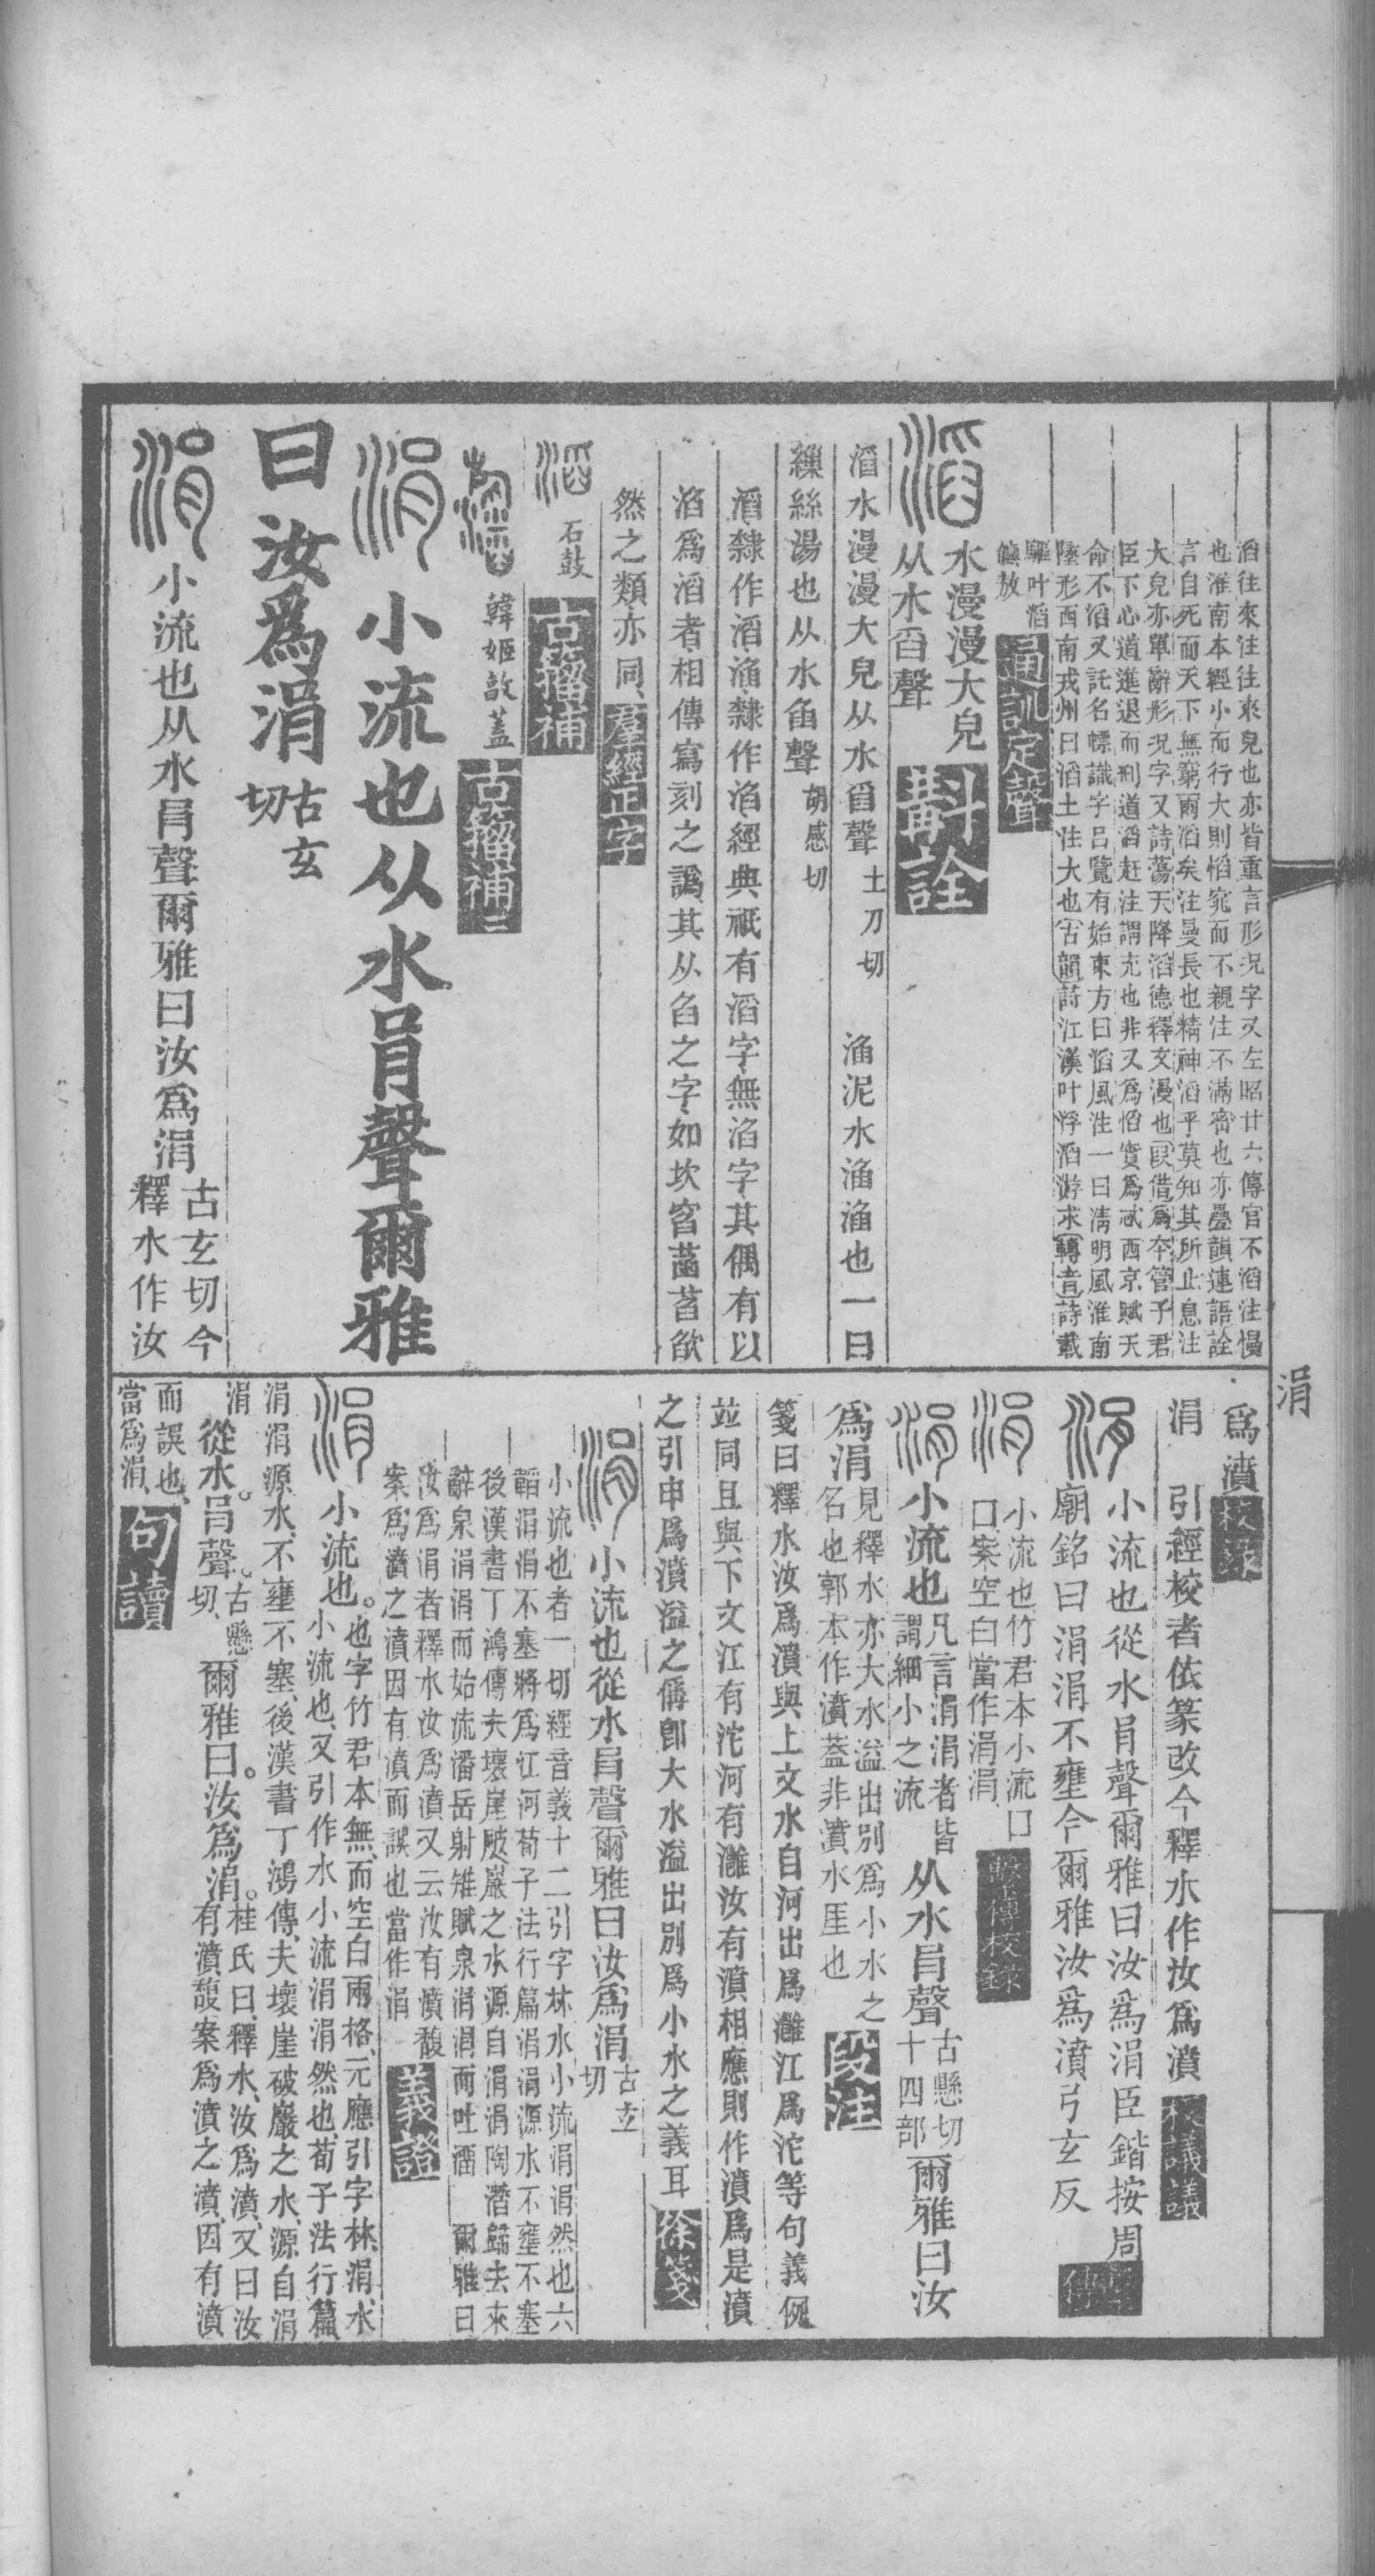 滔往來注往來皃也亦皆重言形況字又左昭廿六傳官不滔注慢
也淮南本經小而行大則慆窕而不親注不滿密也亦疊韻連語詮
言自死而天下無窮爾滔矣注曼長也精神滔乎莫知其所止息注
大皃亦單辭形況字又詩蕩天降滔德釋文漫也叚借爲夲管子君
臣下心道進退而刑道滔赶注謂充也非又爲慆實爲忒西京賦天
命不滔又託名幖識字呂覽有始東方曰滔風注一曰清明風淮南
墬形西南戎州曰滔土注大也古韻詩江漢叶浮滔游求轉音詩載
驅叶滔
儦敖
通訓定聲
滔
水漫漫大皃
从水舀聲
斠詮
滔水漫漫大皃从水舀聲土刀切　淊泥水淊淊也一曰
繅絲湯也从水臽聲胡感切
滔隸作滔淊隸作淊經典祇有滔字無淊字其偶有以
淊爲滔者相傳寫刻之譌其从臽之字如坎窞菡萏欿
然之類亦同羣經正字
滔 石鼓 古籀補
韓姬䵼蓋 古籀補二
涓 小流也从水肙聲爾雅
曰汝爲涓古玄切
涓 小流也从水肙聲爾雅曰汝爲涓古玄切今
釋水作汝
爲濆校錄
涓 引經校者依篆改今釋水作汝爲濆校議議
涓 小流也從水肙聲爾雅曰汝爲涓臣鍇按周
廟銘曰涓涓不壅今爾雅汝爲濆弓玄反繫傳
涓 小流也竹君本小流口
口案空白當作涓涓
繫傳校錄
涓 小流也凡言涓涓者皆
謂細小之流从水肙聲古懸切
十四部爾雅曰汝
爲涓見釋水亦大水溢出別爲小水之
名也郭本作濆葢非濆水厓也段注
箋曰釋水汝爲濆與上文水自河出爲灉江爲沱等句義例
竝同且與下文江有沱河有灉汝有濆相應則作濆爲是濆
之引申爲濆溢之偁卽大水溢出別爲小水之義耳徐箋
涓 小流也從水肙聲爾雅曰汝爲涓古玄
切
小流也者一切經音義十二引字林水小流涓涓然也六
韜涓涓不塞將爲江河荀子法行篇涓涓源水不壅不塞
後漢書丁鴻傳夫壞崖破巖之水源自涓涓陶潛歸去來
辭泉涓涓而始流潘岳射雉賦泉涓涓而吐溜　爾雅曰
汝爲涓者釋水汝爲濆又云汝有濆馥
案爲濆之濆因有濆而誤也當作涓
義證
涓 小流也。也字竹君本無、而空白兩格、元應引字林、涓、水
小流也、又引作水小流涓涓然也、荀子法行篇、
涓涓源水、不壅不塞、後漢書丁鴻傳、夫壞崖破巖之水、源自涓
涓、從水。肙聲。古懸
切、爾雅曰。汝爲涓。桂氏曰、釋水、汝爲濆、又曰汝
有濆、馥案爲濆之濆、因有濆
而誤也、
當爲涓、句讀
涓